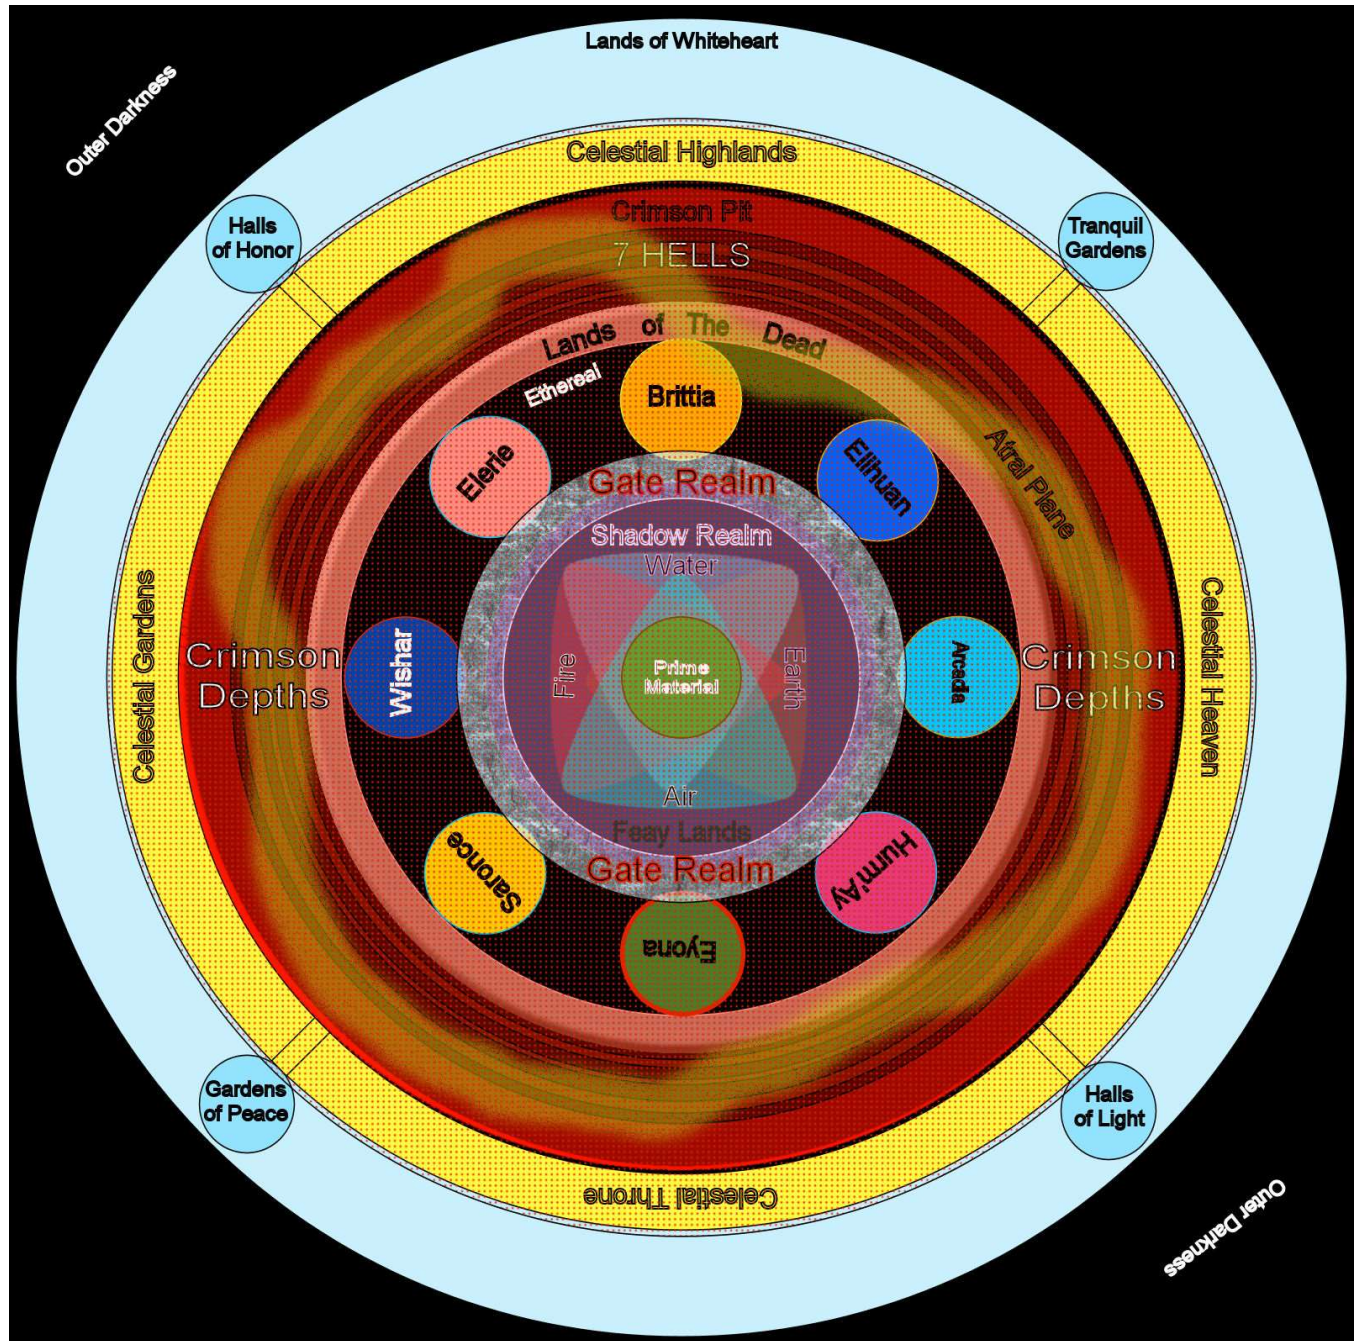 Lands of Whiteheart
Outer Darkness
Celestial Highlands
Crimson Pit
7 HELLS
Halls
of Honor
Tranquil
Gardens
Lands of The Dead
Ethereal
Brittia
Elerie
Elihuan
Atral Plane
Gate Realm
Shadow Realm
Water
Celestial Gardens
Crimson
Depths
Wishar
Fire
Prime
Material
Earth
Arcadia
Crimson
Depths
Celestial Heaven
Air
Feay Lands
Gate Realm
Saronce
Hurmi'Ay
Eyona
Gardens
of Peace
Halls
of Light
Celestial Throne
Outer Darkness